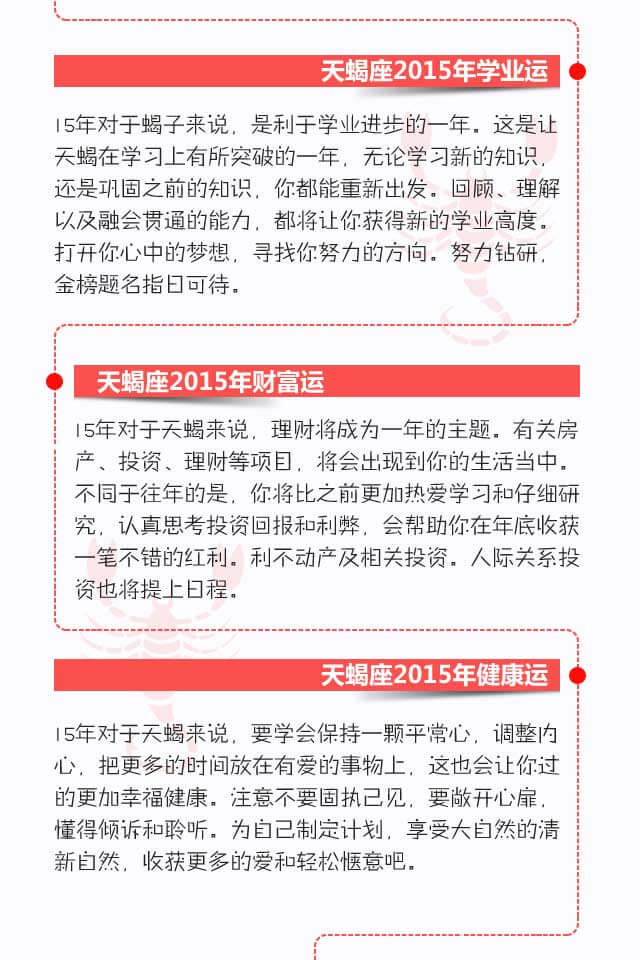 天蝎座2015年学业运
15年对于蝎子来说，是利于学业进步的一年。这是让
天蝎在学习上有所突破的一年，无论学习新的知识，
还是巩固之前的知识，你都能重新出发。回顾、理解
以及融会贯通的能力，都将让你获得新的学业高度。
打开你心中的梦想，寻找你努力的方向。努力钻研，
金榜题名指日可待。
天蝎座2015年财富运
15年对于天蝎来说，理财将成为一年的主题。有关房
产、投资、理财等项目，将会出现到你的生活当中。
不同于往年的是，你将比之前更加热爱学习和仔细研
究，认真思考投资回报和利弊，会帮助你在年底收获
一笔不错的红利。利不动产及相关投资。人际关系投
资也将提上日程。
天蝎座2015年健康运
15年对于天蝎来说，要学会保持一颗平常心，调整内
心，把更多的时间放在有爱的事物上，这也会让你过
的更加幸福健康。注意不要固执己见，要敞开心扉，
懂得倾诉和聆听。为自己制定计划，享受大自然的清
新自然，收获更多的爱和轻松惬意吧。